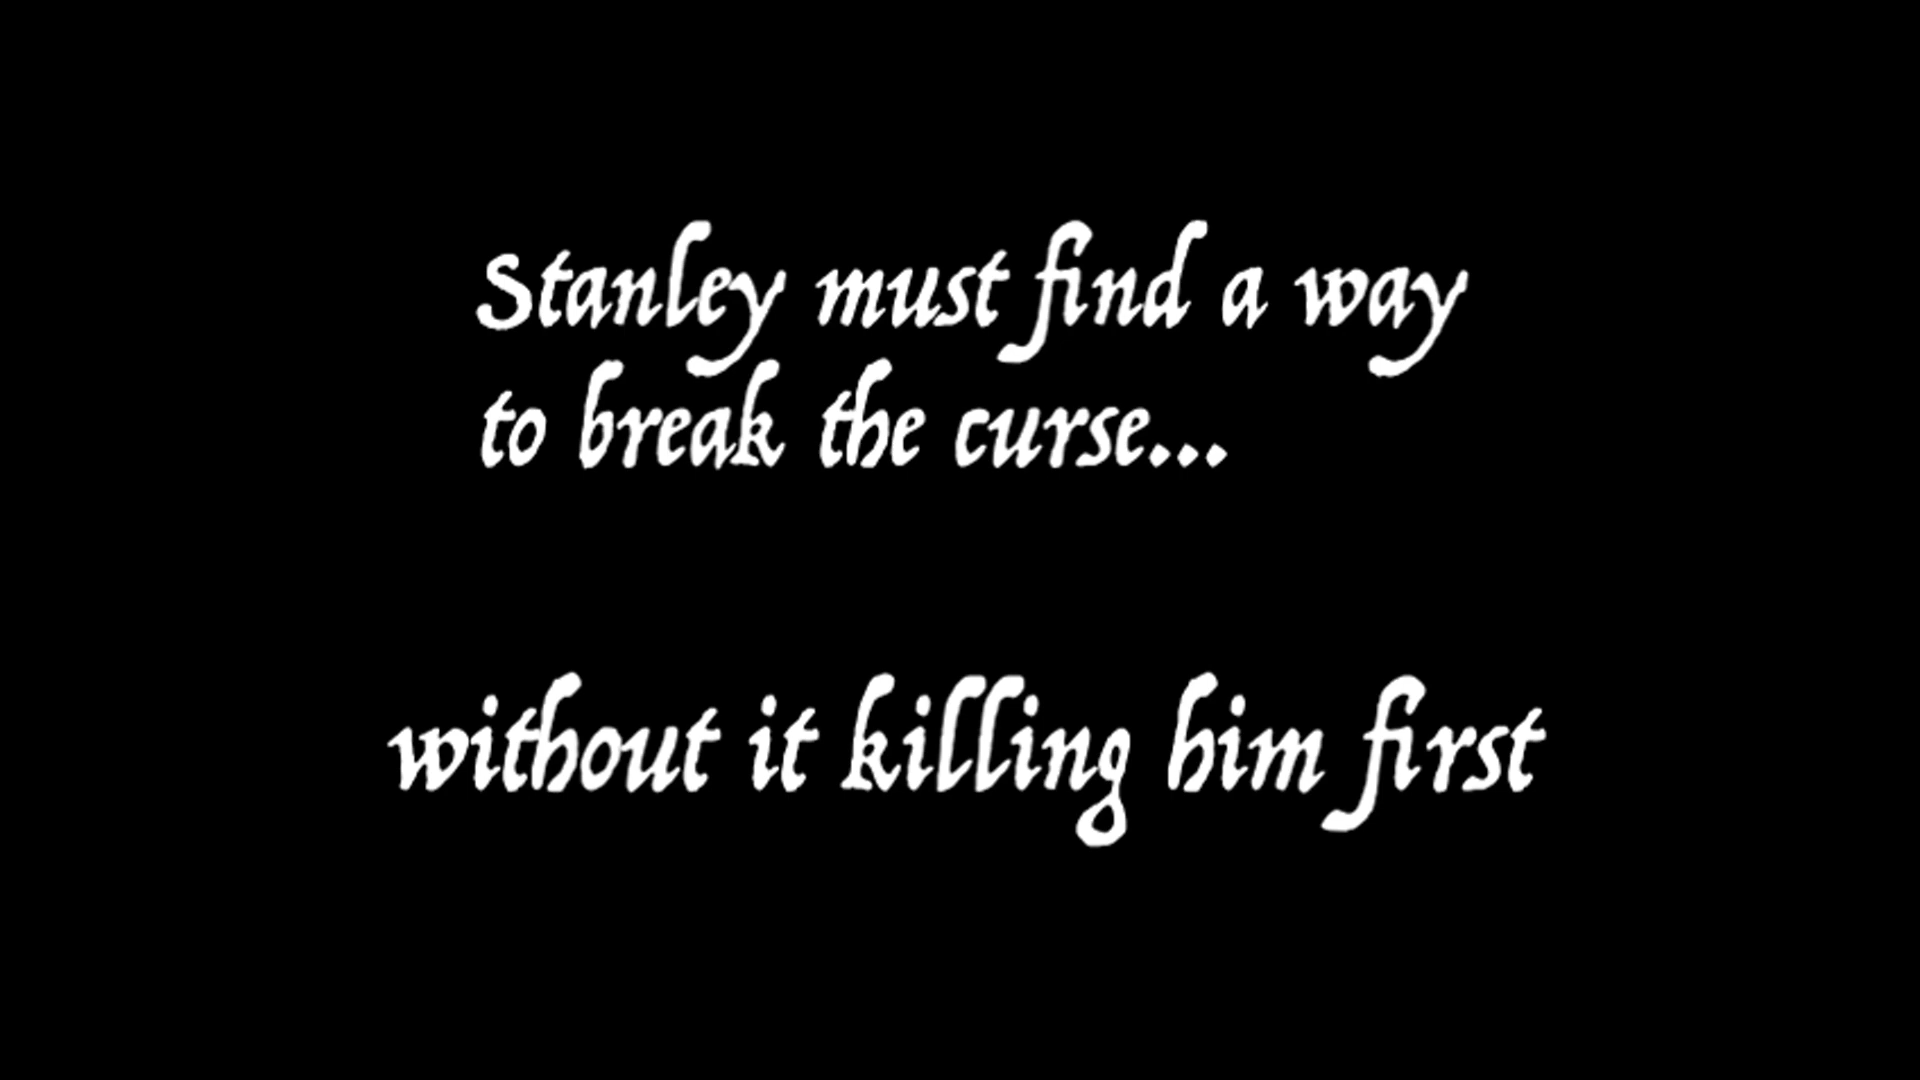 Stanley must find a way
to break the curse...
without it killing him first